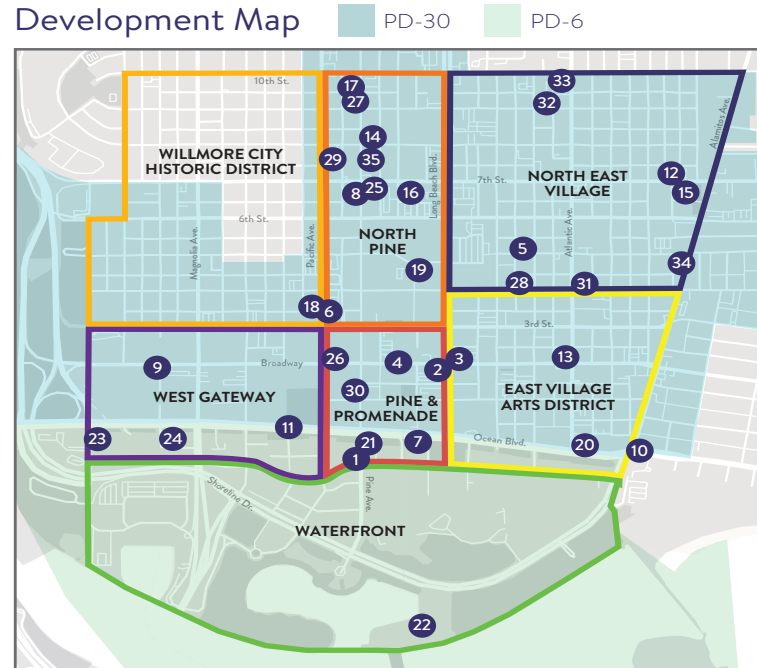 Development Map
PD-30
PD-6
10th St.
17
27
33
32
Alamitos Ave.
14
WILLMORE CITY
HISTORIC DISTRICT
29
35
Long Beach Blvd.
7th St.
NORTH EAST
VILLAGE
12
15
8
25
16
6th St.
Magnolia Ave.
Pacific Ave.
NORTH
PINE
Atlantic Ave.
5
19
34
28
31
18
6
3rd St.
9
Broadway
26
4
2
3
13
WEST GATEWAY
30
PINE &
PROMENADE
EAST VILLAGE
ARTS DISTRICT
23
24
11
21
7
Ocean Blvd.
20
10
1
Shoreline Dr.
Pine Ave.
WATERFRONT
22